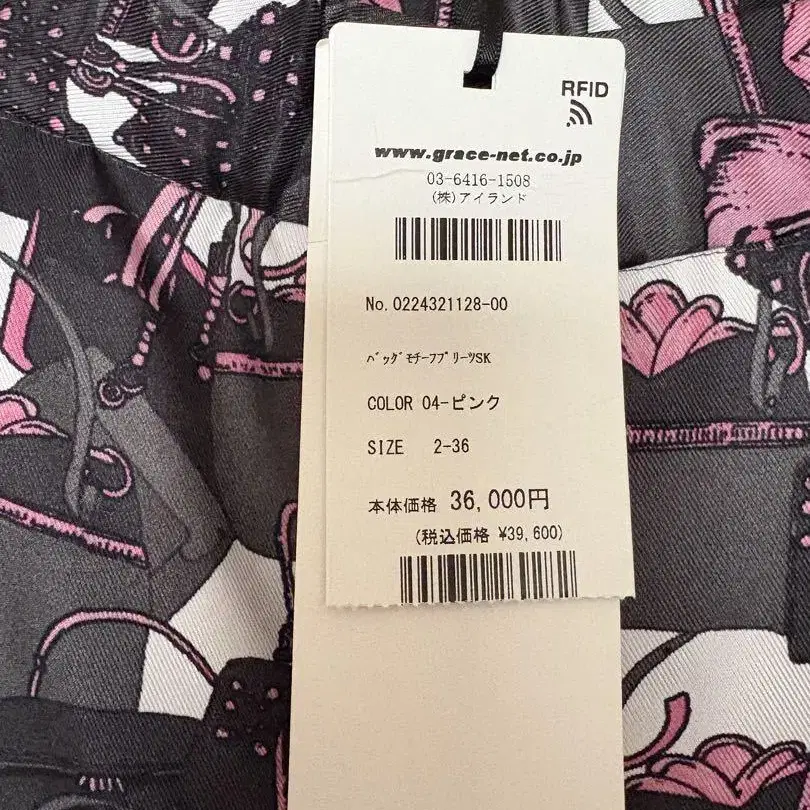 RFID
www.grace-net.co.jp
03-6416-1508
(株)アイランド
No. 0224321128-00
ﾊﾞｯｸﾞﾓﾁｰﾌﾌﾟﾘｰﾂSK
COLOR 04-ピンク
SIZE 2-36
本体価格 36,000円
(税込価格 ¥39,600)